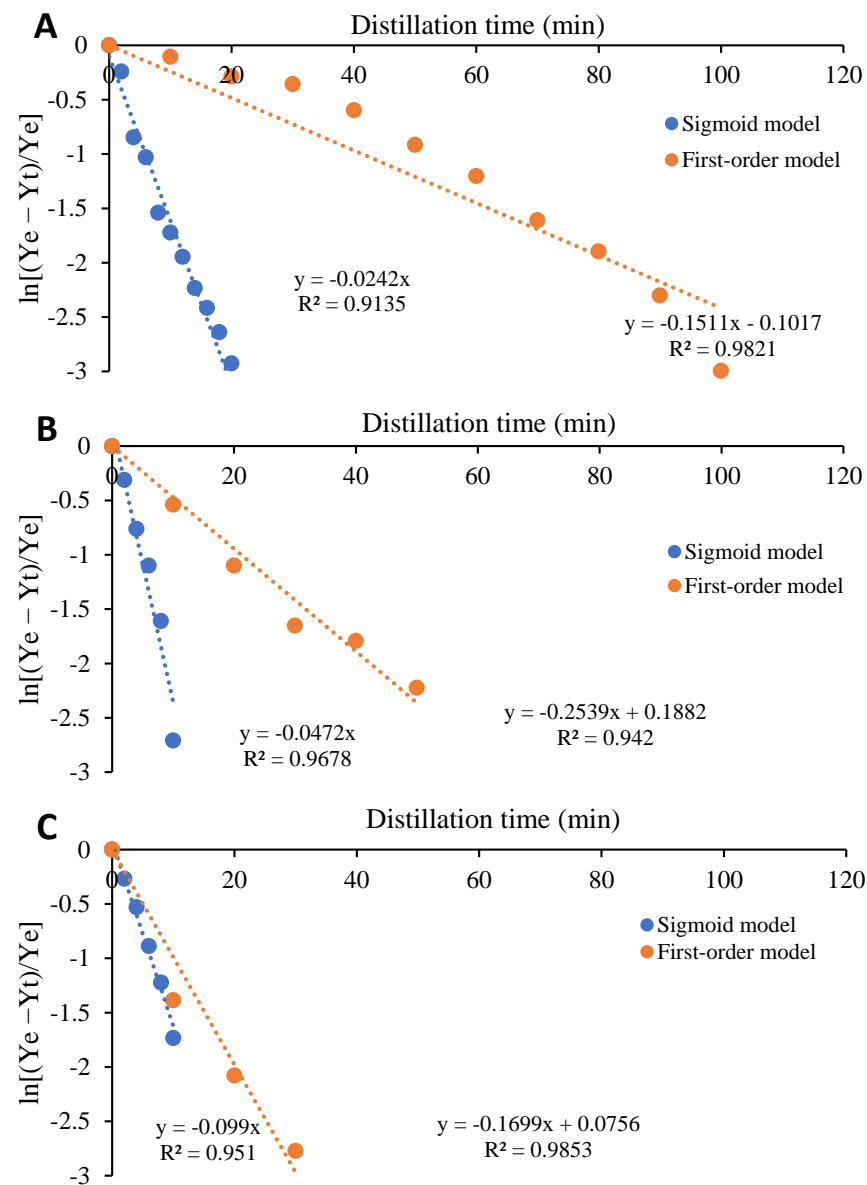 A
Distillation time (min)
0 20 40 60 80 100 120
0
-0.5
-1
-1.5
-2
-2.5
-3
ln[(Ye − Yt)/Ye]
Sigmoid model
First-order model
y = -0.0242x
R² = 0.9135
y = -0.1511x - 0.1017
R² = 0.9821
B
Distillation time (min)
0 20 40 60 80 100 120
0
-0.5
-1
-1.5
-2
-2.5
-3
ln[(Ye − Yt)/Ye]
Sigmoid model
First-order model
y = -0.0472x
R² = 0.9678
y = -0.2539x + 0.1882
R² = 0.942
C
Distillation time (min)
0 20 40 60 80 100 120
0
-0.5
-1
-1.5
-2
-2.5
-3
ln[(Ye −Yt)/Ye]
Sigmoid model
First-order model
y = -0.099x
R² = 0.951
y = -0.1699x + 0.0756
R² = 0.9853